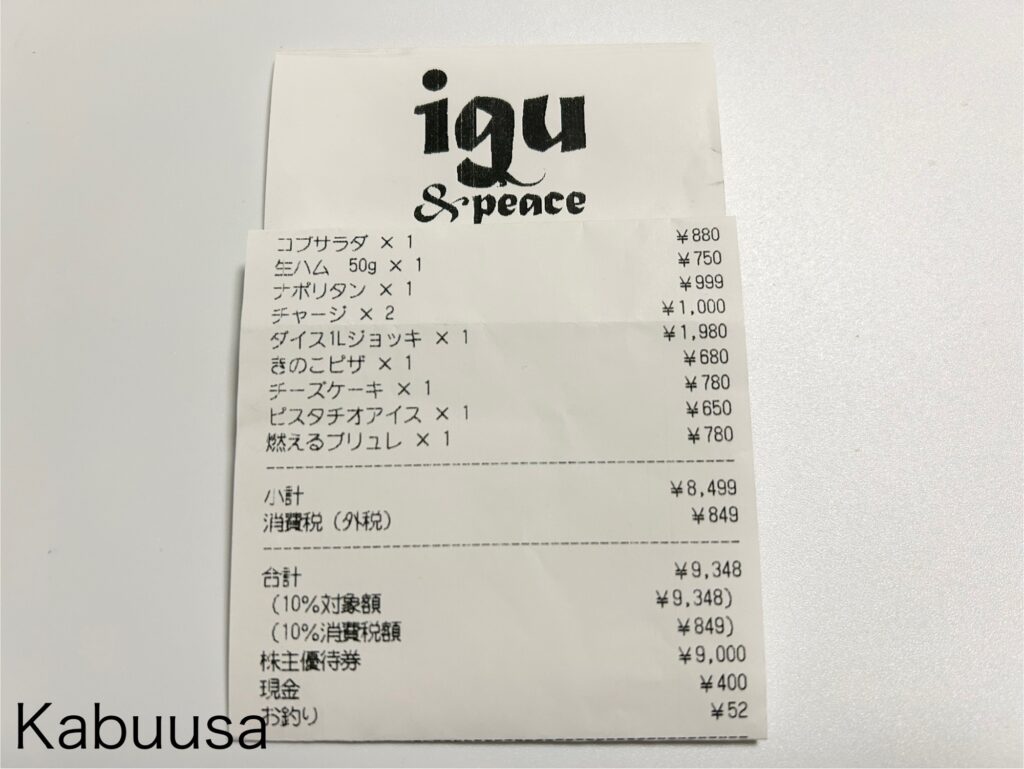 igu
&peace
コブサラダ × 1 ¥880
生ハム 50g × 1 ¥750
ナポリタン × 1 ¥999
チャージ × 2 ¥1,000
ダイス1Lジョッキ × 1 ¥1,980
きのこピザ × 1 ¥680
チーズケーキ × 1 ¥780
ピスタチオアイス × 1 ¥650
燃えるブリュレ × 1 ¥780
小計 ¥8,499
消費税（外税） ¥849
合計 ¥9,348
（10%対象額 ¥9,348）
（10%消費税額 ¥849）
株主優待券 ¥9,000
現金 ¥400
お釣り ¥52
Kabuusa